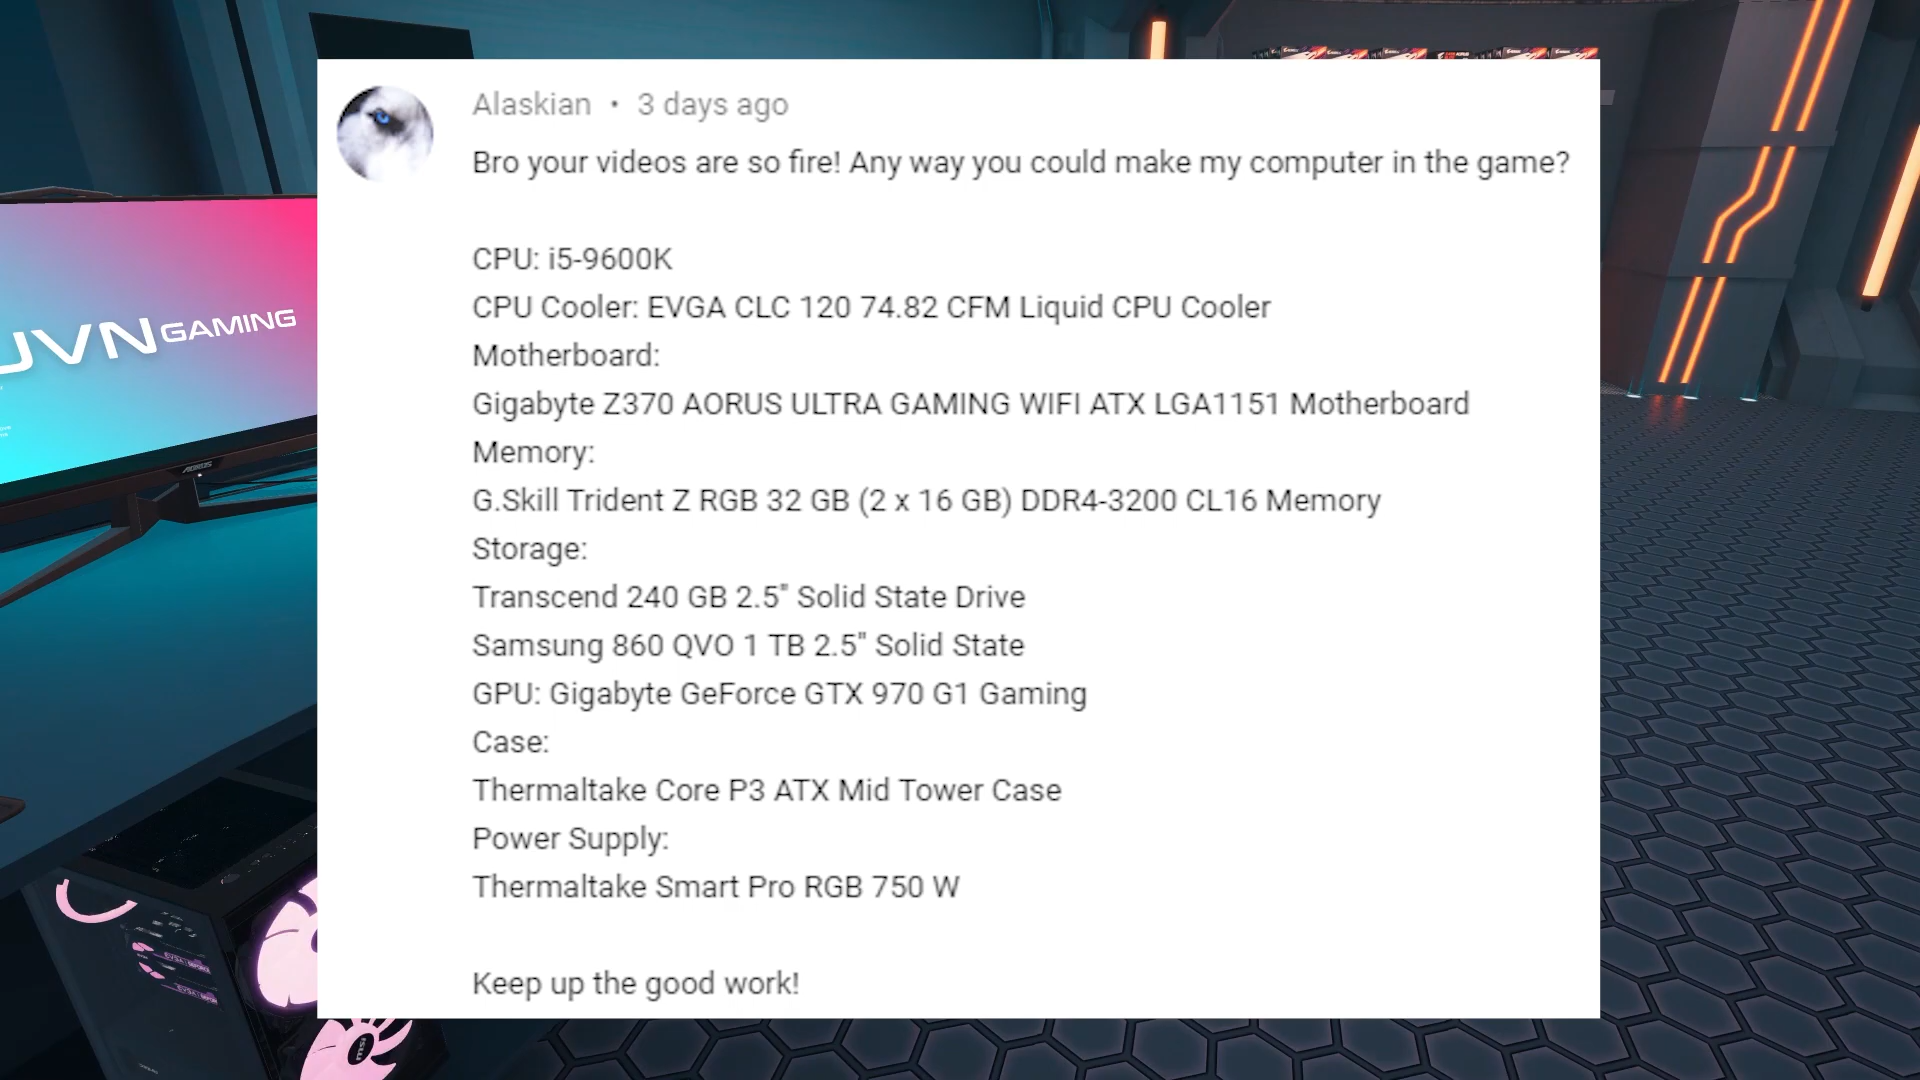 Alaskian • 3 days ago
Bro your videos are so fire! Any way you could make my computer in the game?
CPU: i5-9600K
CPU Cooler: EVGA CLC 120 74.82 CFM Liquid CPU Cooler
Motherboard:
Gigabyte Z370 AORUS ULTRA GAMING WIFI ATX LGA1151 Motherboard
Memory:
G.Skill Trident Z RGB 32 GB (2 x 16 GB) DDR4-3200 CL16 Memory
Storage:
Transcend 240 GB 2.5" Solid State Drive
Samsung 860 QVO 1 TB 2.5" Solid State
GPU: Gigabyte GeForce GTX 970 G1 Gaming
Case:
Thermaltake Core P3 ATX Mid Tower Case
Power Supply:
Thermaltake Smart Pro RGB 750 W
Keep up the good work!
GAMING
AORUS
EVGA
EVGA
msi